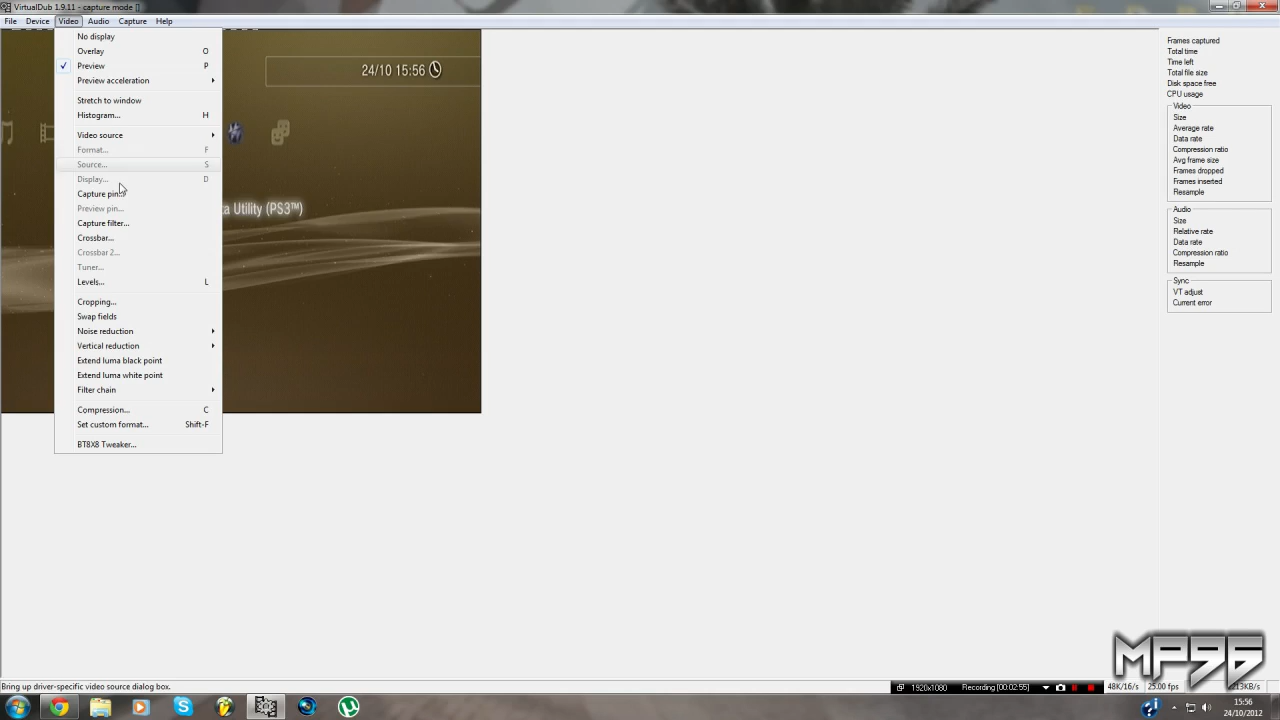 VirtualDub 1.9.11 - capture mode []
File Device Video Audio Capture Help
No display
Overlay O
Preview P
Preview acceleration
Stretch to window
Histogram... H
Video source
Format... F
Source... S
Display... D
Capture pin...
Preview pin...
Capture filter...
Crossbar...
Crossbar 2...
Tuner...
Levels... L
Cropping...
Swap fields
Noise reduction
Vertical reduction
Extend luma black point
Extend luma white point
Filter chain
Compression... C
Set custom format... Shift-F
BT8X8 Tweaker...
24/10 15:56
ta Utility (PS3™)
Frames captured
Total time
Time left
Total file size
Disk space free
CPU usage
Video
Size
Average rate
Data rate
Compression ratio
Avg frame size
Frames dropped
Frames inserted
Resample
Audio
Size
Relative rate
Data rate
Compression ratio
Resample
Sync
VT adjust
Current error
MP96
Bring up driver-specific video source dialog box.
1920x1080 Recording [00:02:55]
48K/16/s 25.00 fps 213KB/s
15:56
24/10/2012